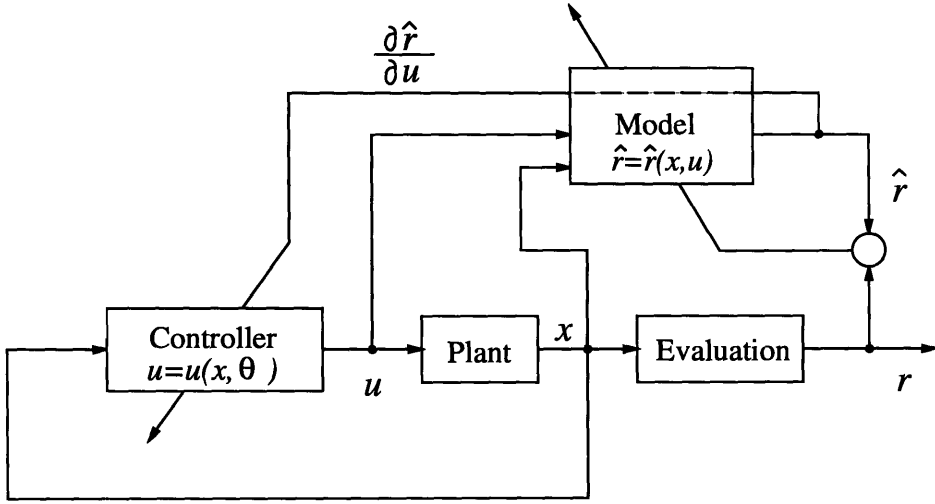 ∂r̂
∂u
Model
r̂=r̂(x,u)
r̂
Controller
u=u(x, θ )
u
Plant
x
Evaluation
r